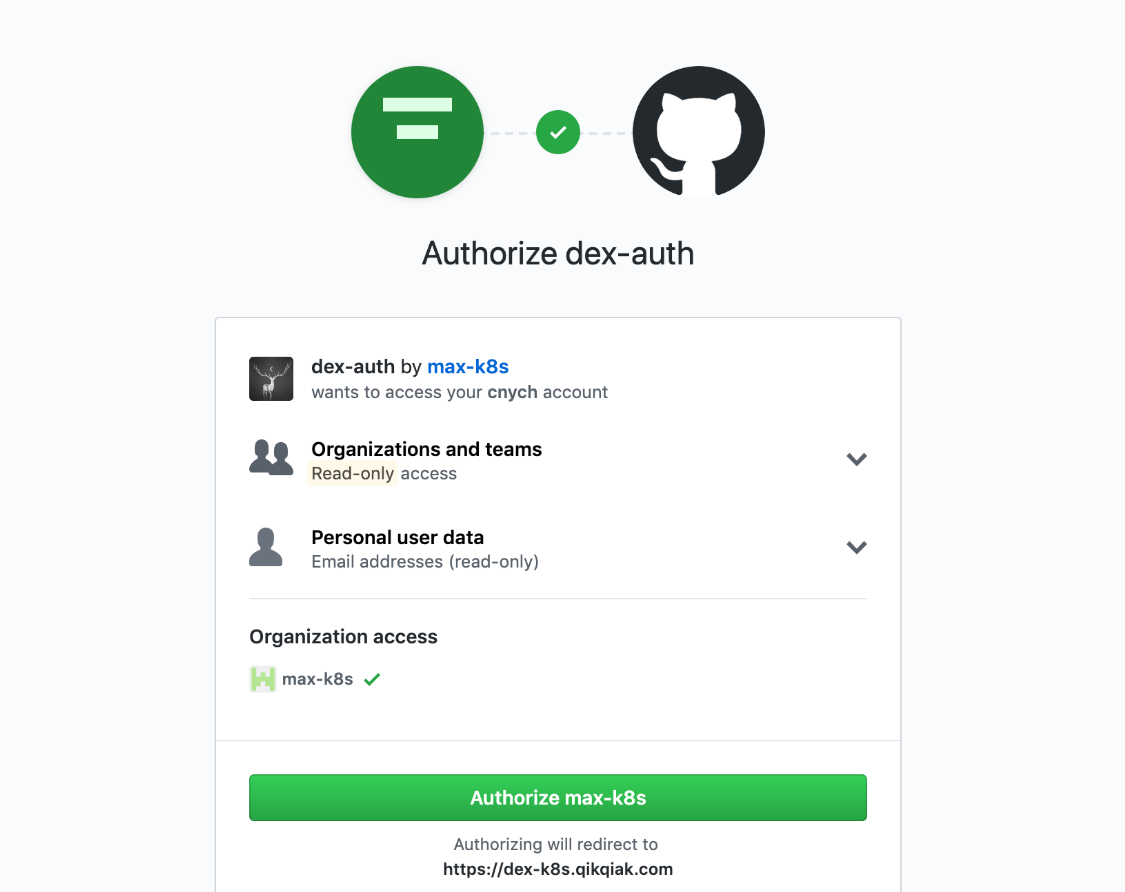 Authorize dex-auth
dex-auth by max-k8s
wants to access your cnych account
Organizations and teams
Read-only access
Personal user data
Email addresses (read-only)
Organization access
max-k8s
Authorize max-k8s
Authorizing will redirect to
https://dex-k8s.qikqiak.com